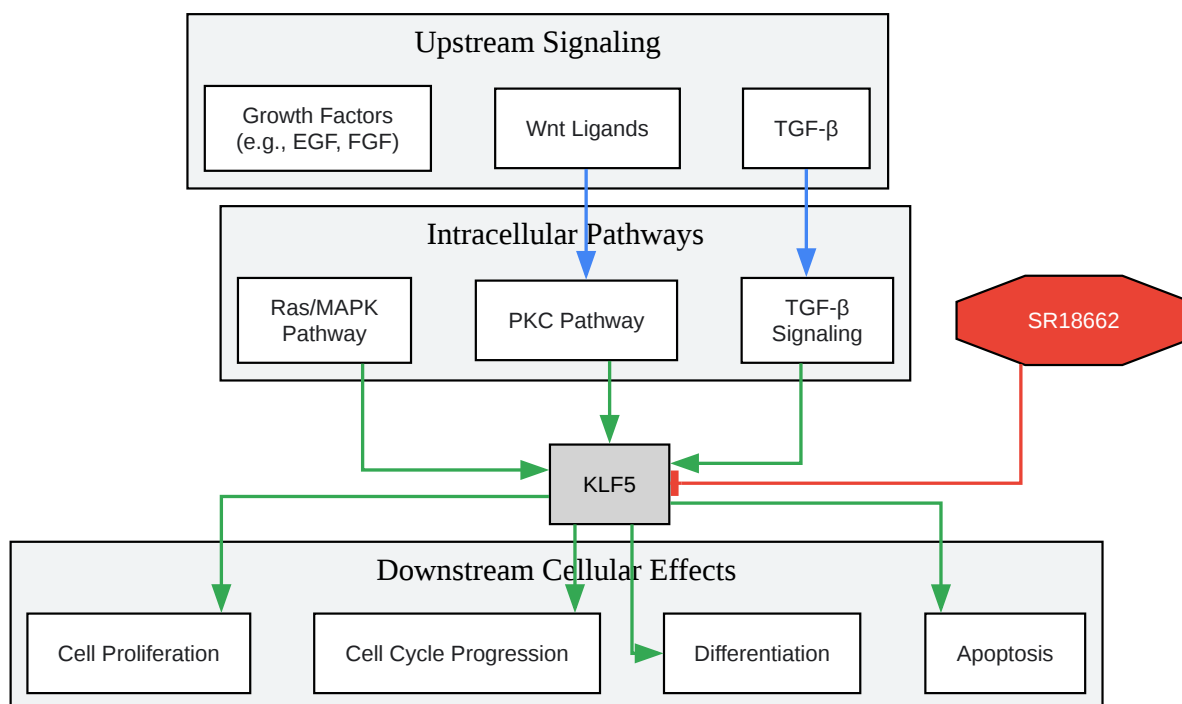 Upstream Signaling
Growth Factors
(e.g., EGF, FGF)
Wnt Ligands
TGF-β
Intracellular Pathways
Ras/MAPK
Pathway
PKC Pathway
TGF-β
Signaling
SR18662
KLF5
Downstream Cellular Effects
Cell Proliferation
Cell Cycle Progression
Differentiation
Apoptosis